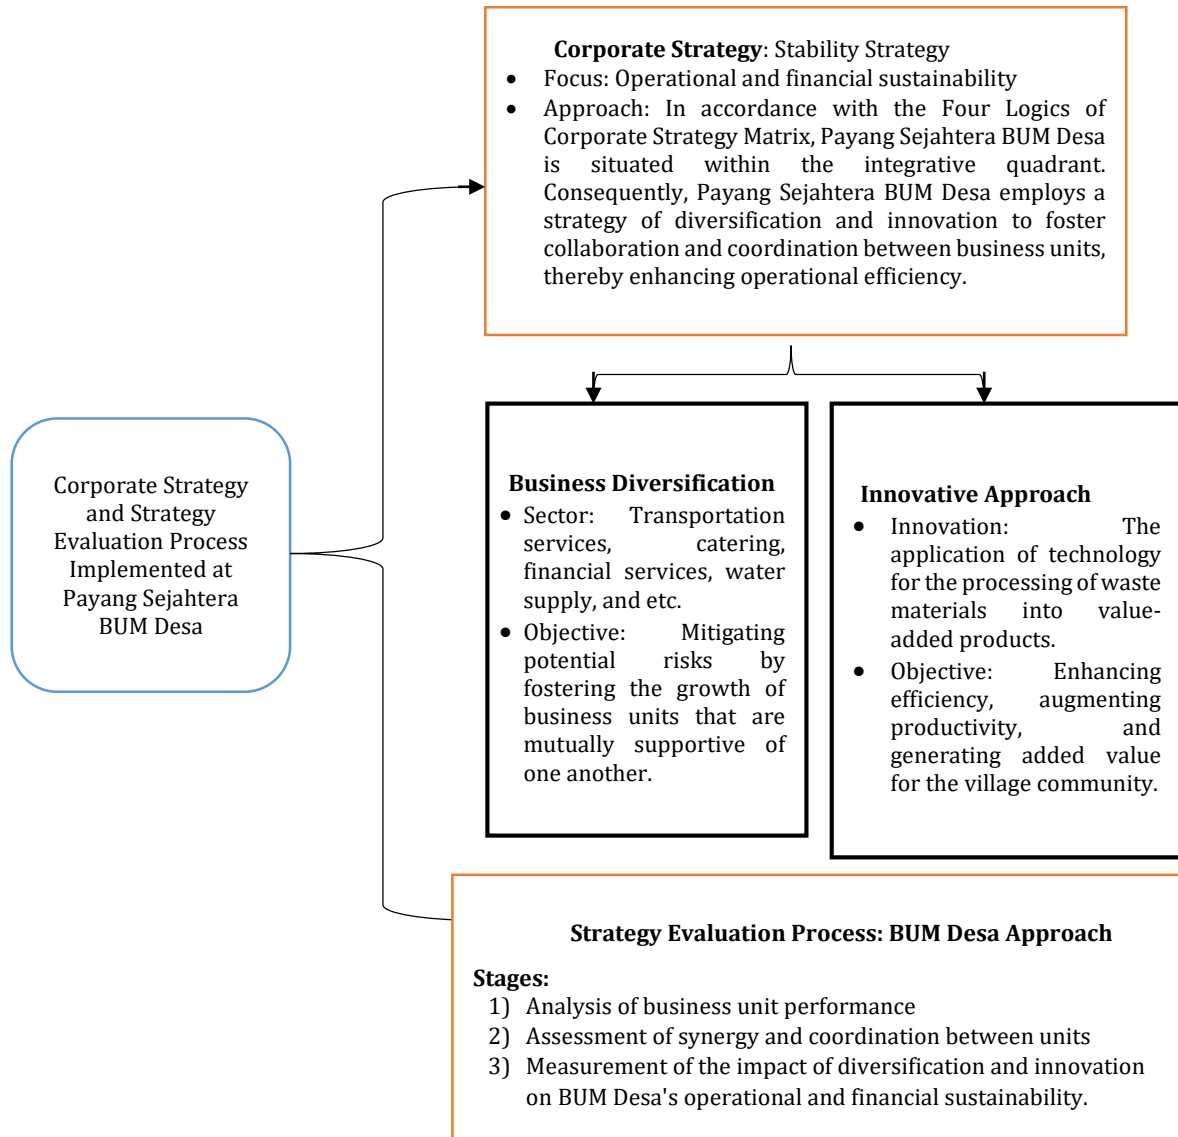 Corporate Strategy: Stability Strategy
• Focus: Operational and financial sustainability
• Approach: In accordance with the Four Logics of
Corporate Strategy Matrix, Payang Sejahtera BUM Desa
is situated within the integrative quadrant.
Consequently, Payang Sejahtera BUM Desa employs a
strategy of diversification and innovation to foster
collaboration and coordination between business units,
thereby enhancing operational efficiency.
Corporate Strategy
and Strategy
Evaluation Process
Implemented at
Payang Sejahtera
BUM Desa
Business Diversification
• Sector: Transportation
services, catering,
financial services, water
supply, and etc.
• Objective: Mitigating
potential risks by
fostering the growth of
business units that are
mutually supportive of
one another.
Innovative Approach
• Innovation: The
application of technology
for the processing of waste
materials into value-
added products.
• Objective: Enhancing
efficiency, augmenting
productivity, and
generating added value
for the village community.
Strategy Evaluation Process: BUM Desa Approach
Stages:
1) Analysis of business unit performance
2) Assessment of synergy and coordination between units
3) Measurement of the impact of diversification and innovation
on BUM Desa's operational and financial sustainability.